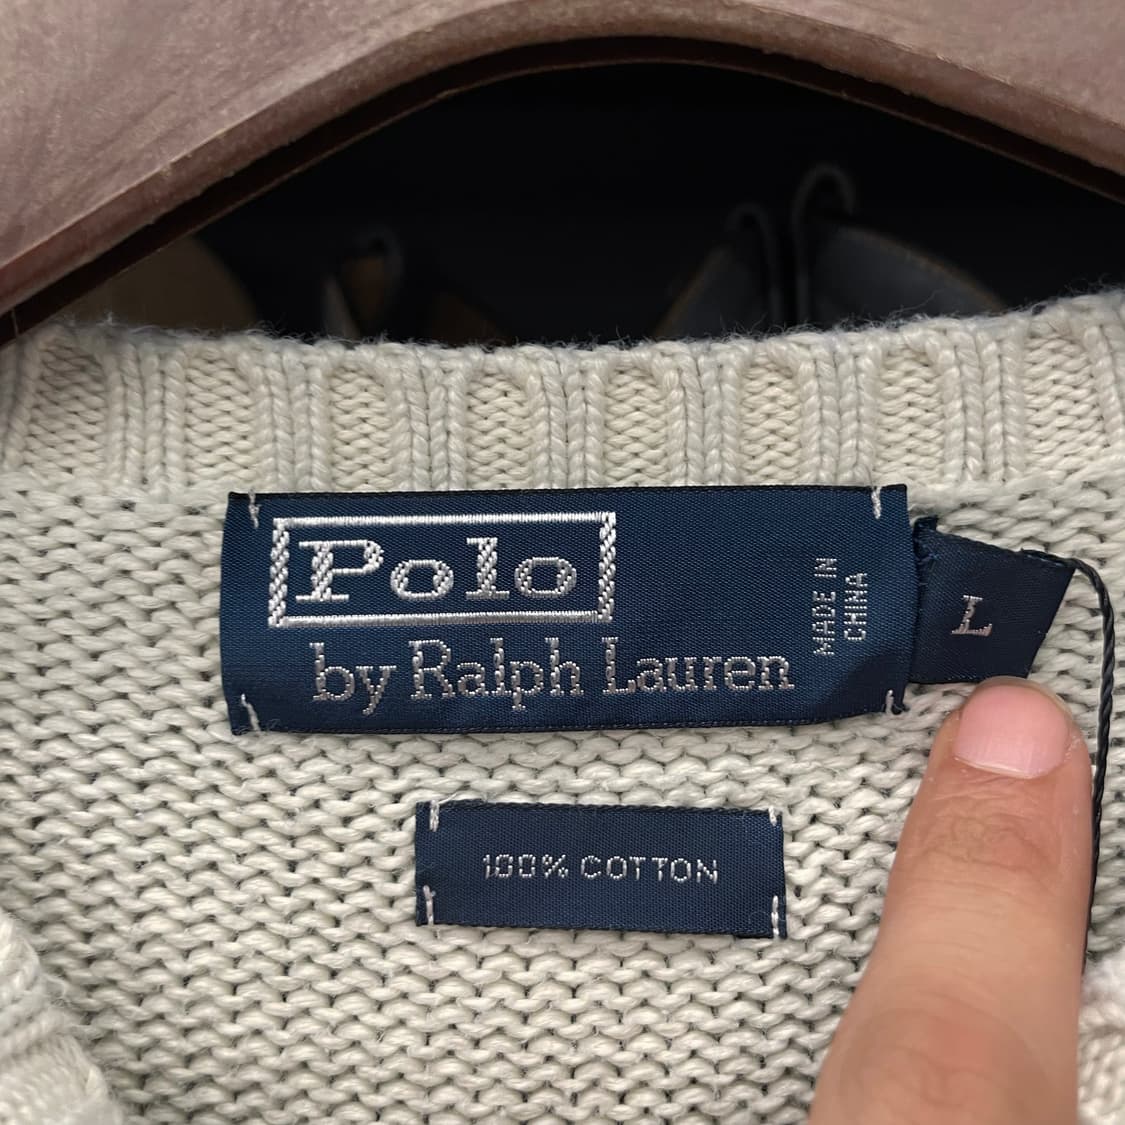 Polo
by Ralph Lauren
MADE IN
CHINA
L
100% COTTON